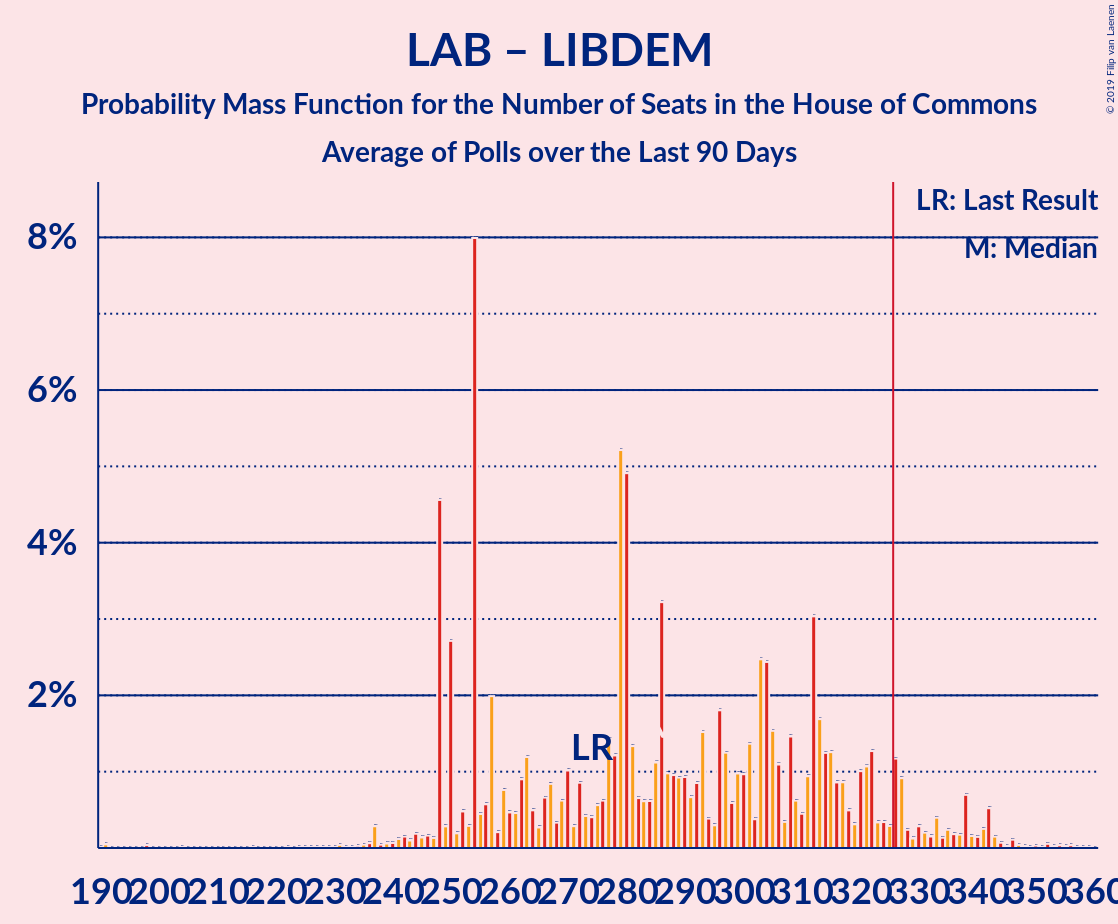 LAB – LIBDEM
Probability Mass Function for the Number of Seats in the House of Commons
Average of Polls over the Last 90 Days
© 2019 Filip van Laenen
LR: Last Result
M: Median
8%
6%
4%
2%
LR
190 200 210 220 230 240 250 260 270 280 290 300 310 320 330 340 350 360